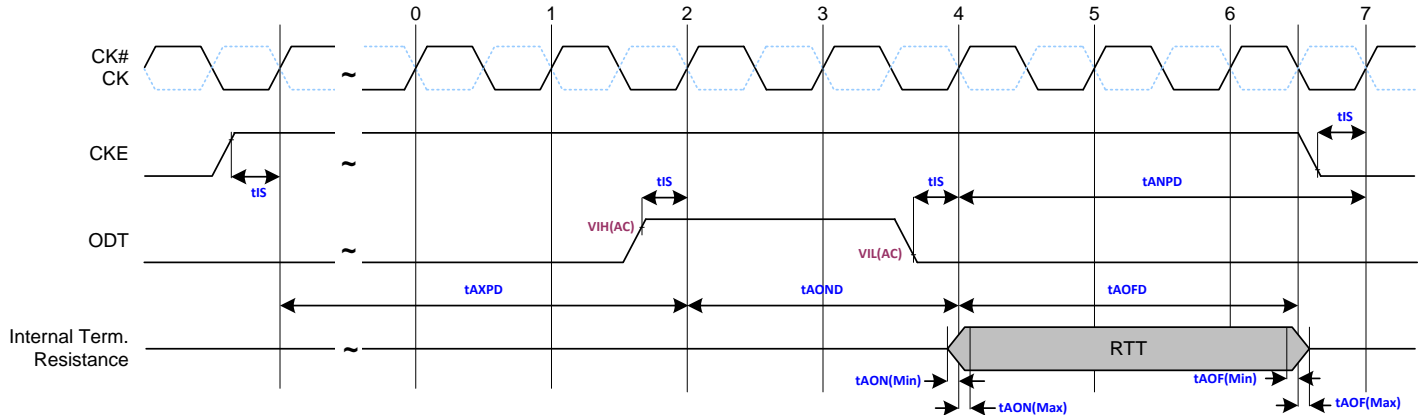 0 1 2 3 4 5 6 7
CK#
CK
~
CKE
~
tIS
tIS
tIS
tIS
tANPD
VIH(AC)
ODT
VIL(AC)
~
tAXPD
tAOND
tAOFD
Internal Term.
Resistance
~
RTT
tAON(Min)
tAOF(Min)
tAON(Max)
tAOF(Max)